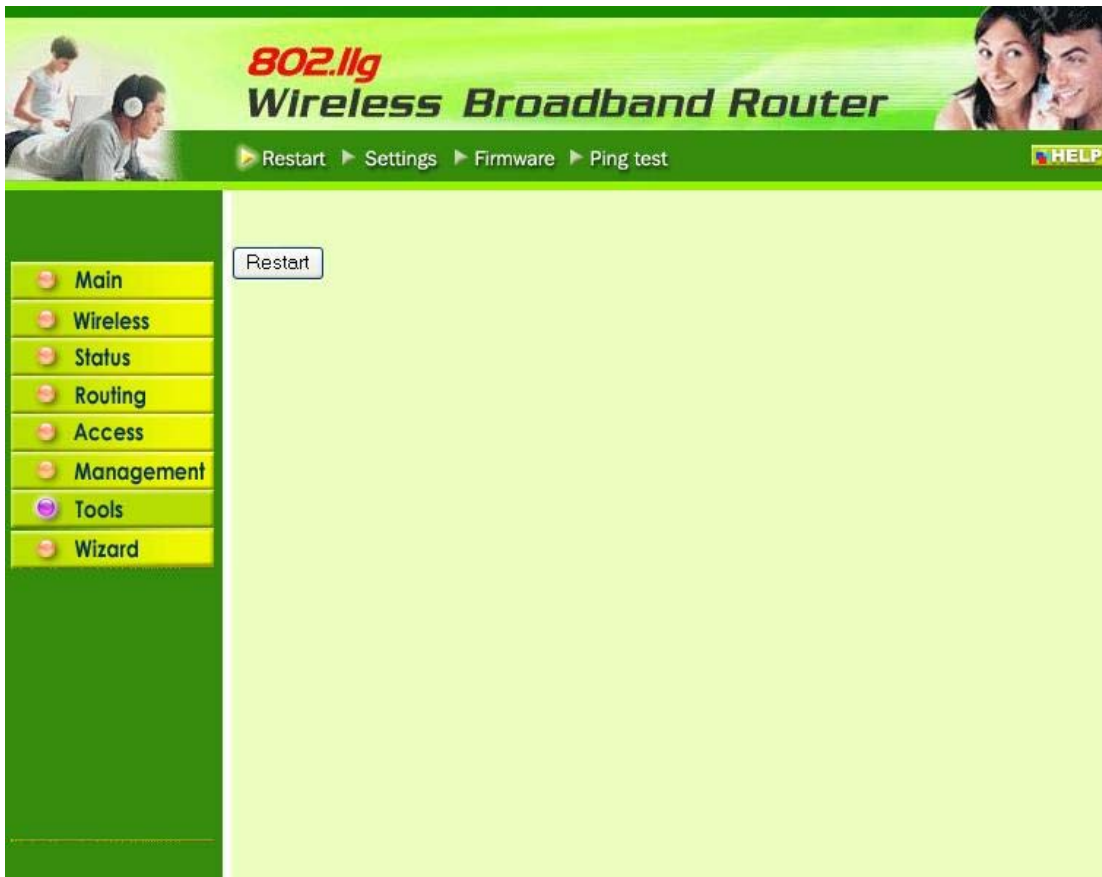 802.11g
Wireless Broadband Router
Restart Settings Firmware Ping test
HELP
Restart
Main
Wireless
Status
Routing
Access
Management
Tools
Wizard